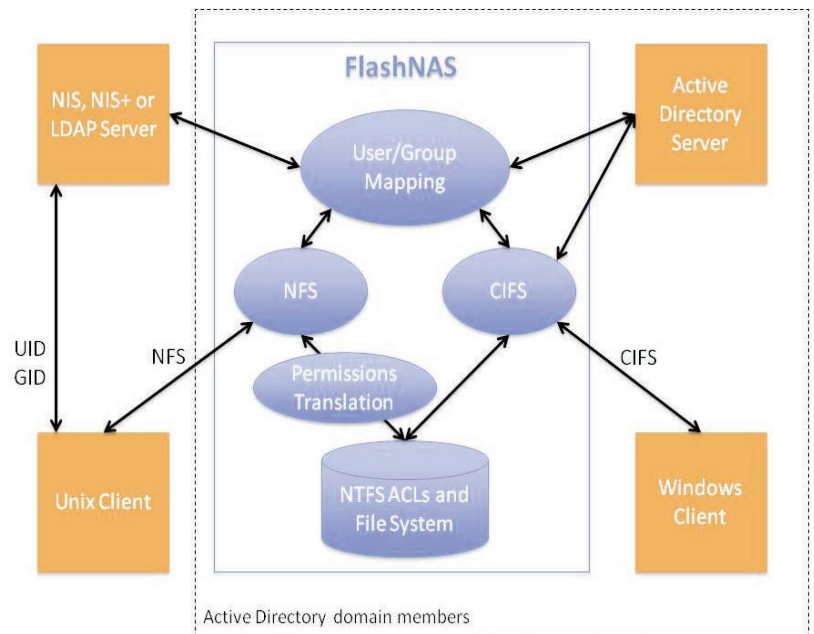 FlashNAS
NIS, NIS+ or
LDAP Server
User/Group
Mapping
Active
Directory
Server
NFS
CIFS
UID
GID
NFS
Permissions
Translation
CIFS
Unix Client
NTFS ACLs and
File System
Windows
Client
Active Directory domain members